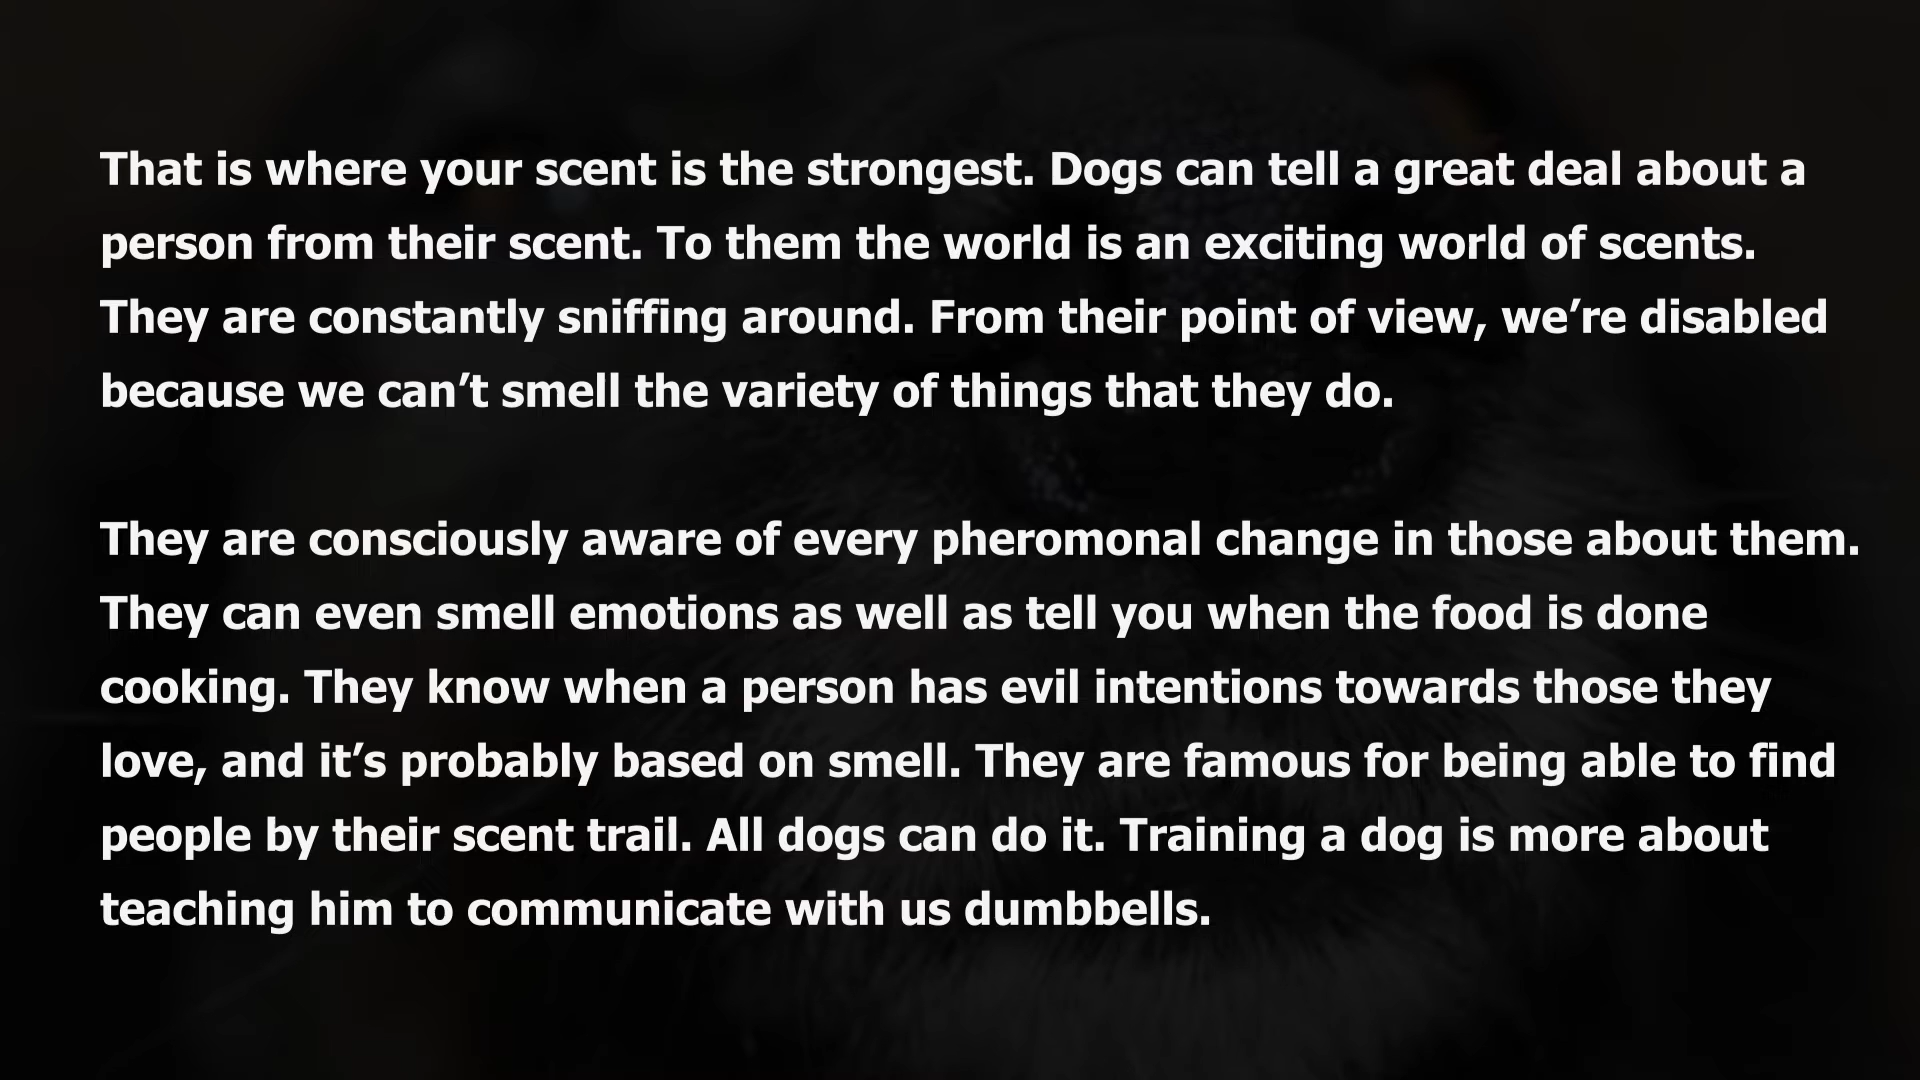 That is where your scent is the strongest. Dogs can tell a great deal about a
person from their scent. To them the world is an exciting world of scents.
They are constantly sniffing around. From their point of view, we’re disabled
because we can’t smell the variety of things that they do.
They are consciously aware of every pheromonal change in those about them.
They can even smell emotions as well as tell you when the food is done
cooking. They know when a person has evil intentions towards those they
love, and it’s probably based on smell. They are famous for being able to find
people by their scent trail. All dogs can do it. Training a dog is more about
teaching him to communicate with us dumbbells.